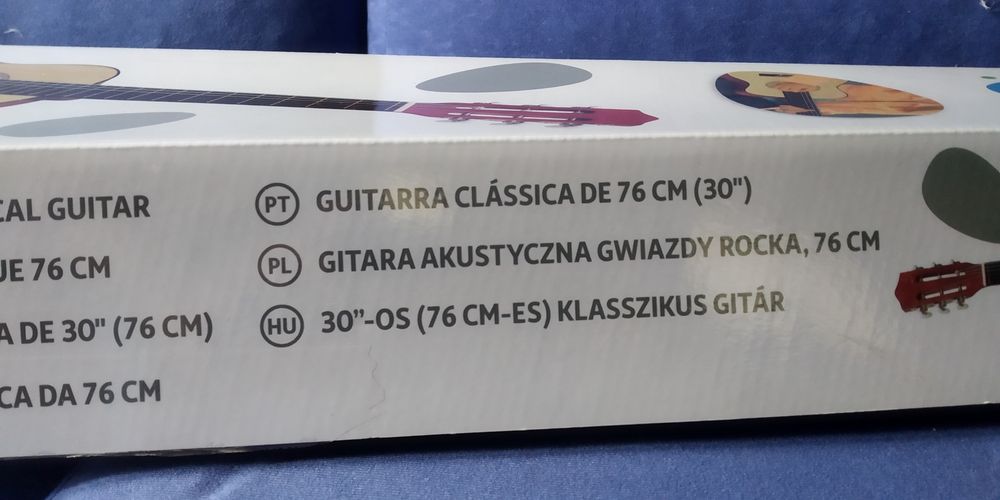 CAL GUITAR
UE 76 CM
A DE 30" (76 CM)
CA DA 76 CM
PT GUITARRA CLÁSSICA DE 76 CM (30")
PL GITARA AKUSTYCZNA GWIAZDY ROCKA, 76 CM
HU 30”-OS (76 CM-ES) KLASSZIKUS GITÁR